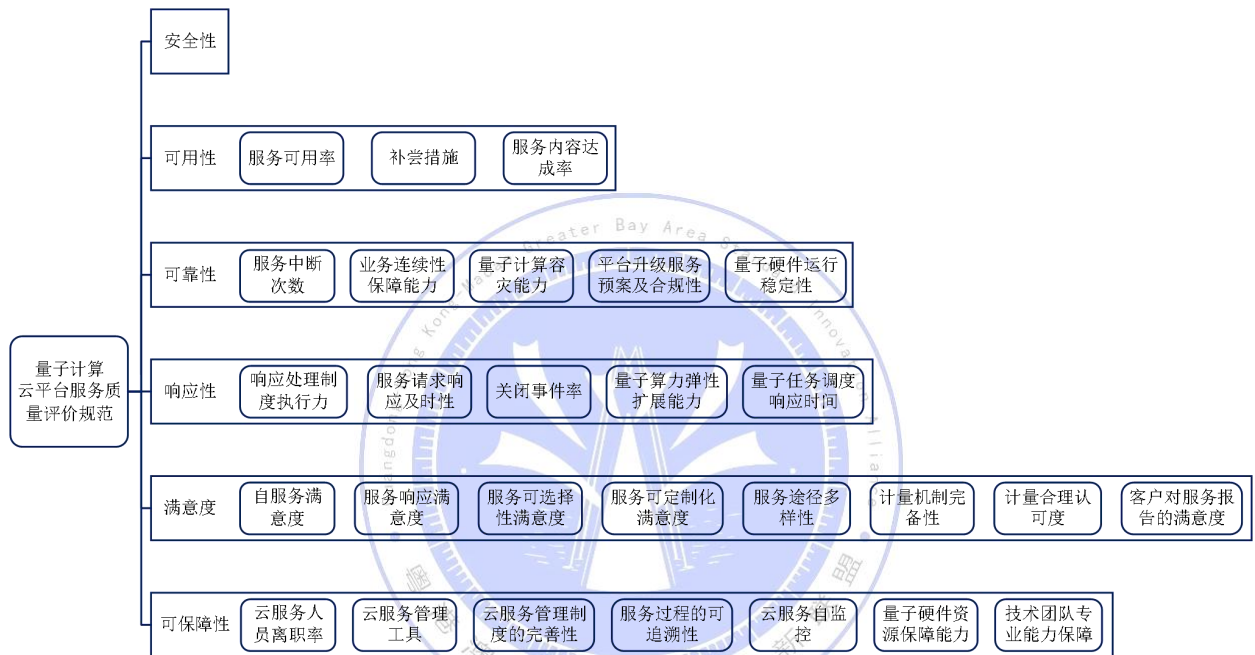 安全性
可用性
服务可用率
补尝措施
服务内容达
成率
可靠性
服务中断
次数
业务连续性
保障能力
量子计算容
灾能力
平台升级服务
预案及合规性
量子硬件运行
稳定性
量子计算
云平台服务质
量评价规范
响应性
响应处理制
度执行力
服务请求响
应及时性
关闭事件率
量子算力弹性
扩展能力
量子任务调度
响应时间
满意度
自服务满
意度
服务响应满
意度
服务可选择
性满意度
服务可定制化
满意度
服务途径多
样性
计量机制完
备性
计量合理认
可度
客户对服务报
告的满意度
可保障性
云服务人
员离职率
云服务管理
工具
云服务管理制
度的完善性
服务过程的可
追溯性
云服务自监
控
量子硬件资
源保障能力
技术团队专
业能力保障